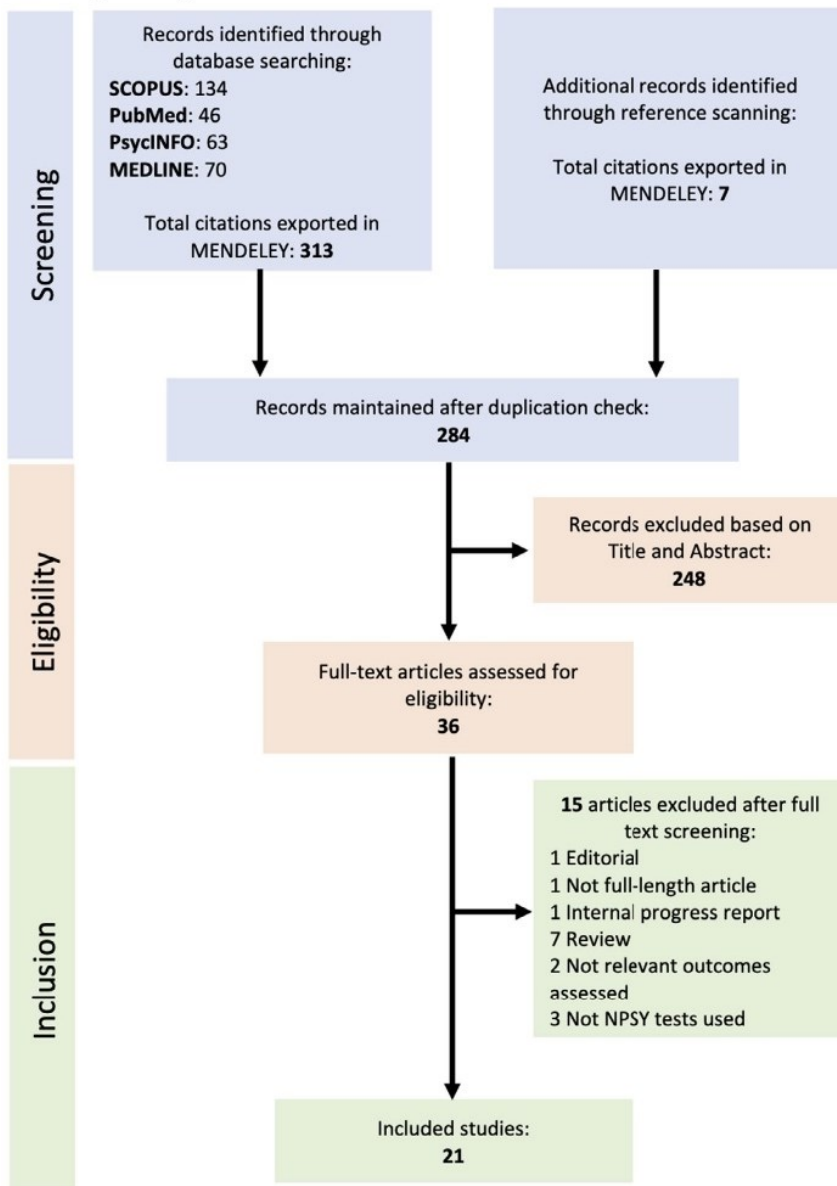 Screening
Records identified through
database searching:
SCOPUS: 134
PubMed: 46
PsycINFO: 63
MEDLINE: 70
Total citations exported in
MENDELEY: 313
Additional records identified
through reference scanning:
Total citations exported in
MENDELEY: 7
Records maintained after duplication check:
284
Eligibility
Records excluded based on
Title and Abstract:
248
Full-text articles assessed for
eligibility:
36
Inclusion
15 articles excluded after full
text screening:
1 Editorial
1 Not full-length article
1 Internal progress report
7 Review
2 Not relevant outcomes
assessed
3 Not NPSY tests used
Included studies:
21